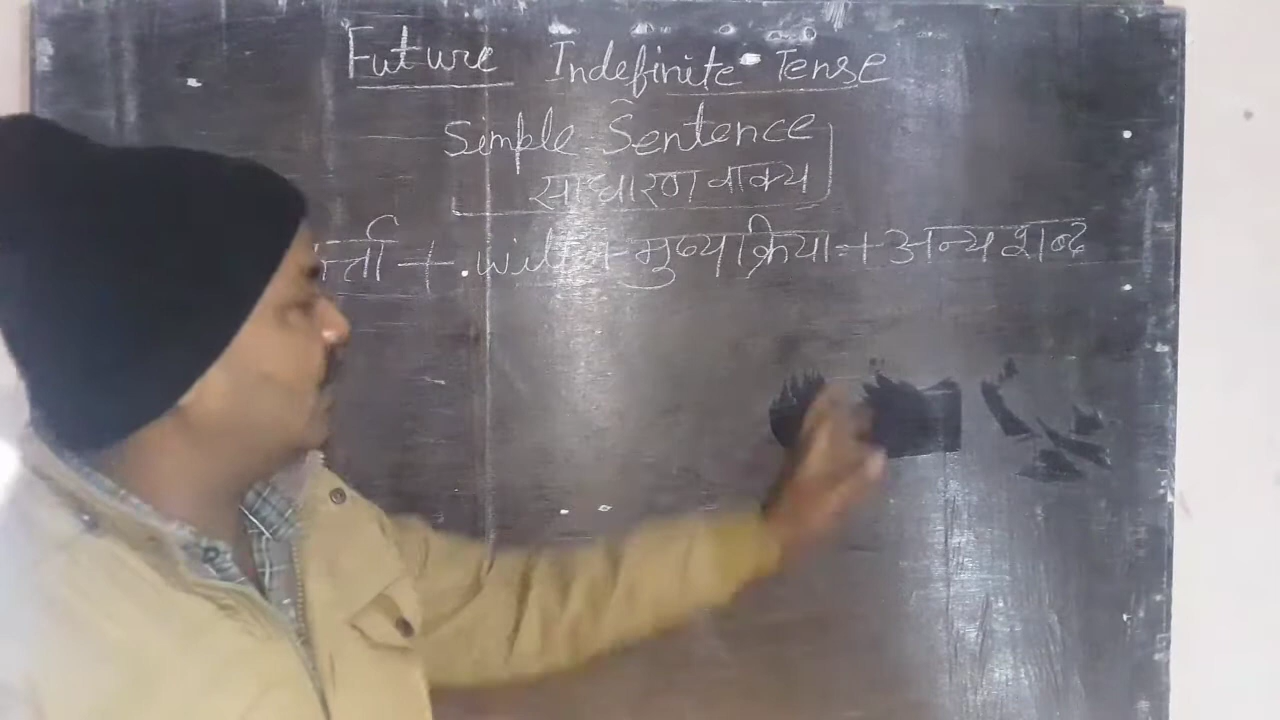 Future Indefinite Tense
Simple Sentence
साधारण वाक्य
र्ता + will + मुख्य क्रिया + अन्य शब्द